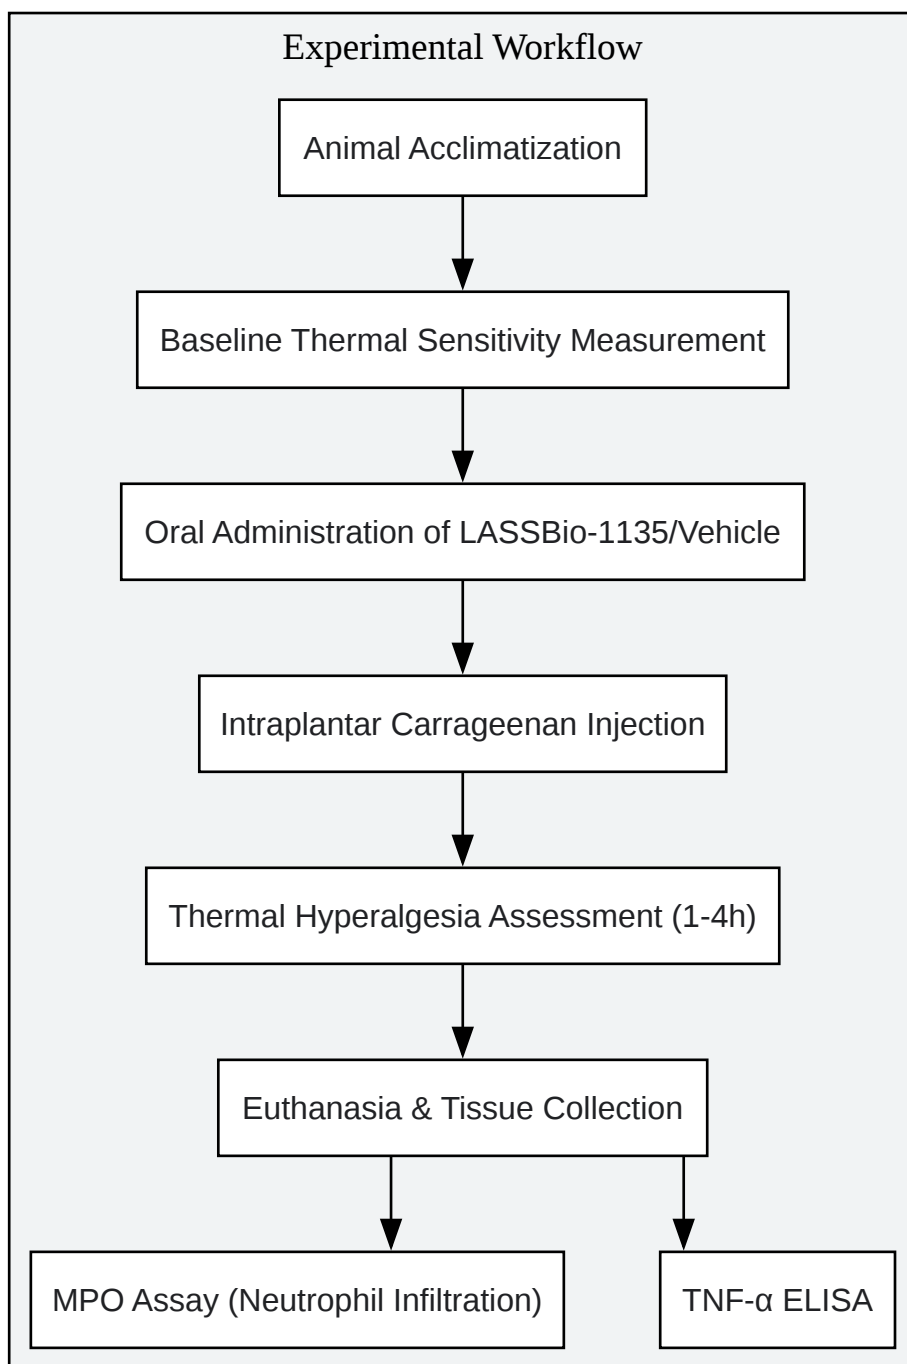 Experimental Workflow
Animal Acclimatization
Baseline Thermal Sensitivity Measurement
Oral Administration of LASSBio-1135/Vehicle
Intraplantar Carrageenan Injection
Thermal Hyperalgesia Assessment (1-4h)
Euthanasia & Tissue Collection
MPO Assay (Neutrophil Infiltration)
TNF-α ELISA